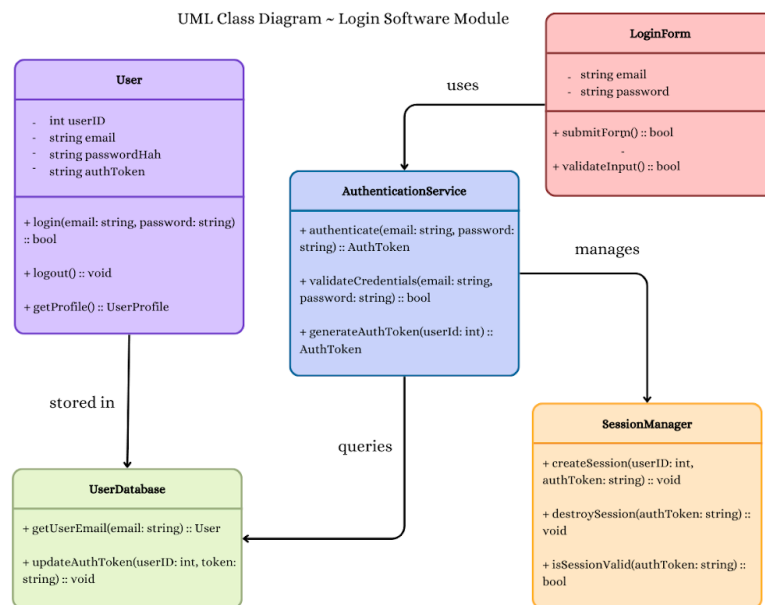 UML Class Diagram ~ Login Software Module
User
- int userID
- string email
- string passwordHah
- string authToken
+ login(email: string, password: string)
:: bool
+ logout() :: void
+ getProfile() :: UserProfile
LoginForm
- string email
- string password
+ submitForm() :: bool
-
+ validateInput() :: bool
uses
AuthenticationService
+ authenticate(email: string, password:
string) :: AuthToken
+ validateCredentials(email: string,
password: string) :: bool
+ generateAuthToken(userId: int) ::
AuthToken
manages
stored in
queries
UserDatabase
+ getUserEmail(email: string) :: User
+ updateAuthToken(userID: int, token:
string) :: void
SessionManager
+ createSession(userID: int,
authToken: string) :: void
+ destroySession(authToken: string) ::
void
+ isSessionValid(authToken: string) ::
bool